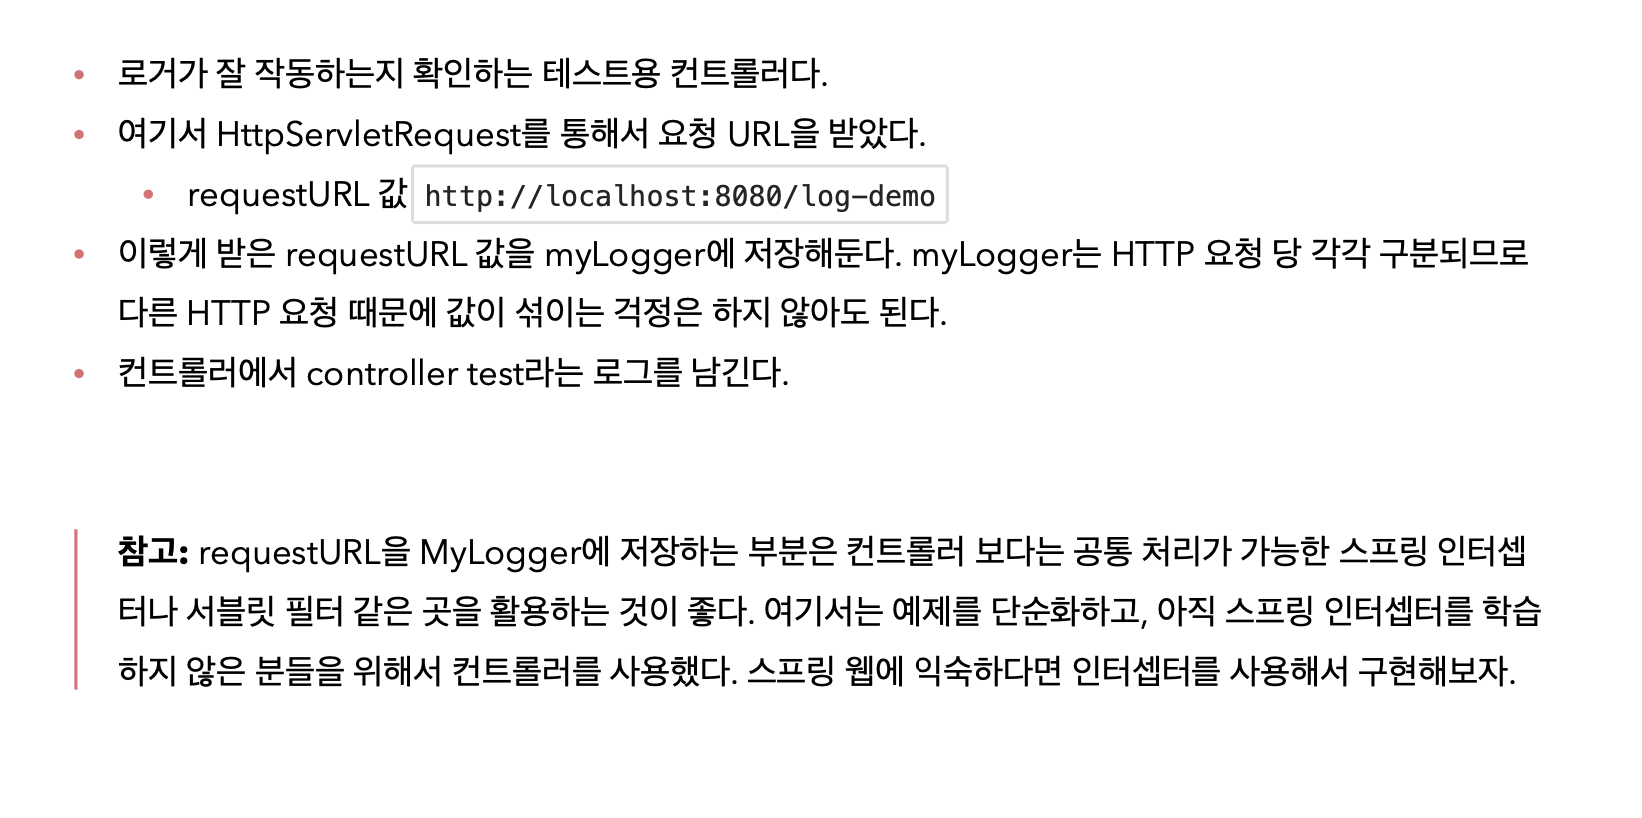 • 로거가 잘 작동하는지 확인하는 테스트용 컨트롤러다.
• 여기서 HttpServletRequest를 통해서 요청 URL을 받았다.
• requestURL 값 http://localhost:8080/log-demo
• 이렇게 받은 requestURL 값을 myLogger에 저장해둔다. myLogger는 HTTP 요청 당 각각 구분되므로
다른 HTTP 요청 때문에 값이 섞이는 걱정은 하지 않아도 된다.
• 컨트롤러에서 controller test라는 로그를 남긴다.
참고: requestURL을 MyLogger에 저장하는 부분은 컨트롤러 보다는 공통 처리가 가능한 스프링 인터셉
터나 서블릿 필터 같은 곳을 활용하는 것이 좋다. 여기서는 예제를 단순화하고, 아직 스프링 인터셉터를 학습
하지 않은 분들을 위해서 컨트롤러를 사용했다. 스프링 웹에 익숙하다면 인터셉터를 사용해서 구현해보자.